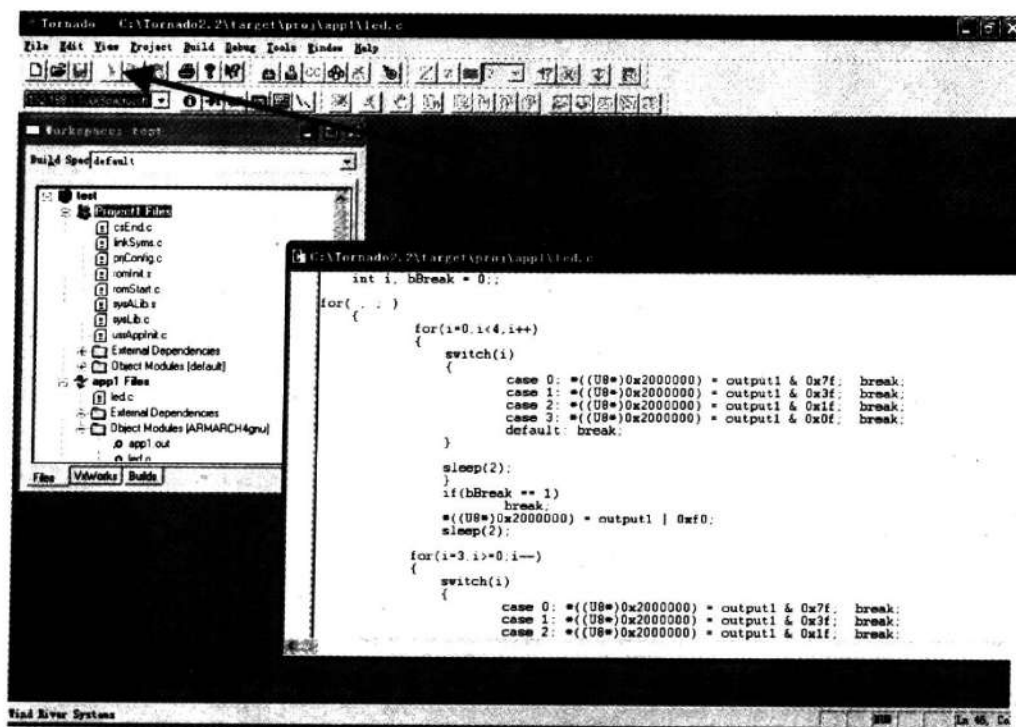 Tornado C:\Tornado2.2\target\proj\app1\led.c
File Edit View Project Build Debug Tools Window Help
Workspace: test
Build Spec default
test
Project1 Files
csEnd.c
linkSyms.c
prjConfig.c
romInit.s
romStart.c
sysALib.s
sysLib.c
usrAppInit.c
External Dependencies
Object Modules (default)
app1 Files
led.c
External Dependencies
Object Modules (ARMARCH4gnu)
app1.out
led.o
Files VxWorks Builds
C:\Tornado2.2\target\proj\app1\led.c
int i, bBreak = 0;;
for( ; ; )
{
for(i=0;i<4;i++)
{
switch(i)
{
case 0: *((U8*)0x2000000) = output1 & 0x7f; break;
case 1: *((U8*)0x2000000) = output1 & 0x3f; break;
case 2: *((U8*)0x2000000) = output1 & 0x1f; break;
case 3: *((U8*)0x2000000) = output1 & 0x0f; break;
default: break;
}
sleep(2);
}
if(bBreak == 1)
break;
*((U8*)0x2000000) = output1 | 0xf0;
sleep(2);
for(i=3;i>=0;i--)
{
switch(i)
{
case 0: *((U8*)0x2000000) = output1 & 0x7f; break;
case 1: *((U8*)0x2000000) = output1 & 0x3f; break;
case 2: *((U8*)0x2000000) = output1 & 0x1f; break;
Wind River Systems
NUM Ln 45, Co